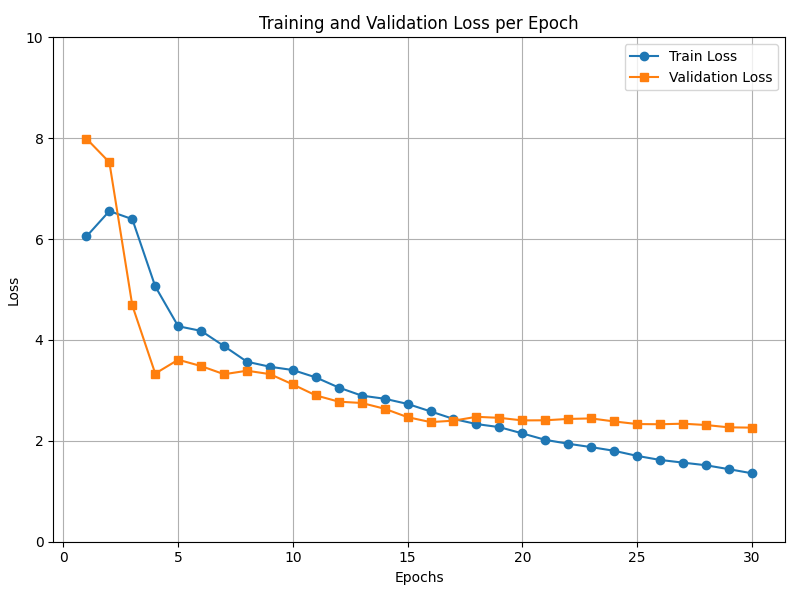 Training and Validation Loss per Epoch
Train Loss
Validation Loss
10
8
6
4
2
0
Loss
0 5 10 15 20 25 30
Epochs